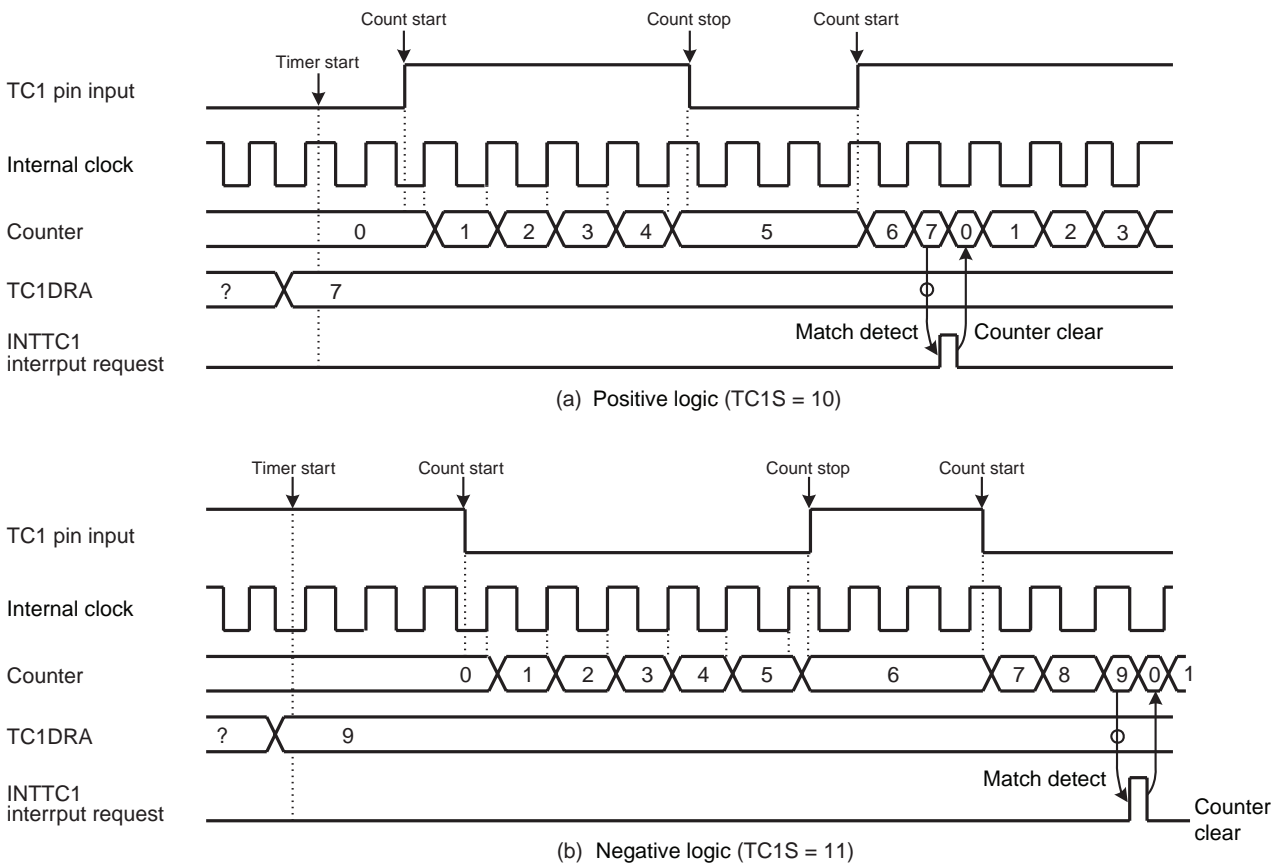 Count start Count stop Count start
Timer start
TC1 pin input
Internal clock
Counter 0 1 2 3 4 5 6 7 0 1 2 3
TC1DRA ? 7
Match detect Counter clear
INTTC1
interrput request
(a) Positive logic (TC1S = 10)
Timer start Count start Count stop Count start
TC1 pin input
Internal clock
Counter 0 1 2 3 4 5 6 7 8 9 0 1
TC1DRA ? 9
Match detect
INTTC1
interrput request
Counter
clear
(b) Negative logic (TC1S = 11)